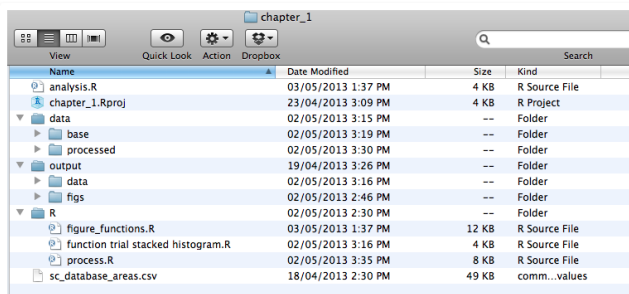 chapter_1
View Quick Look Action Dropbox Search
Name Date Modified Size Kind
analysis.R 03/05/2013 1:37 PM 4 KB R Source File
chapter_1.Rproj 23/04/2013 3:09 PM 4 KB R Project
data 02/05/2013 3:15 PM -- Folder
base 02/05/2013 3:19 PM -- Folder
processed 02/05/2013 3:30 PM -- Folder
output 19/04/2013 3:26 PM -- Folder
data 02/05/2013 3:16 PM -- Folder
figs 02/05/2013 2:46 PM -- Folder
R 02/05/2013 2:30 PM -- Folder
figure_functions.R 03/05/2013 1:37 PM 12 KB R Source File
function trial stacked histogram.R 02/05/2013 3:16 PM 4 KB R Source File
process.R 02/05/2013 3:35 PM 8 KB R Source File
sc_database_areas.csv 18/04/2013 2:30 PM 49 KB comm...values